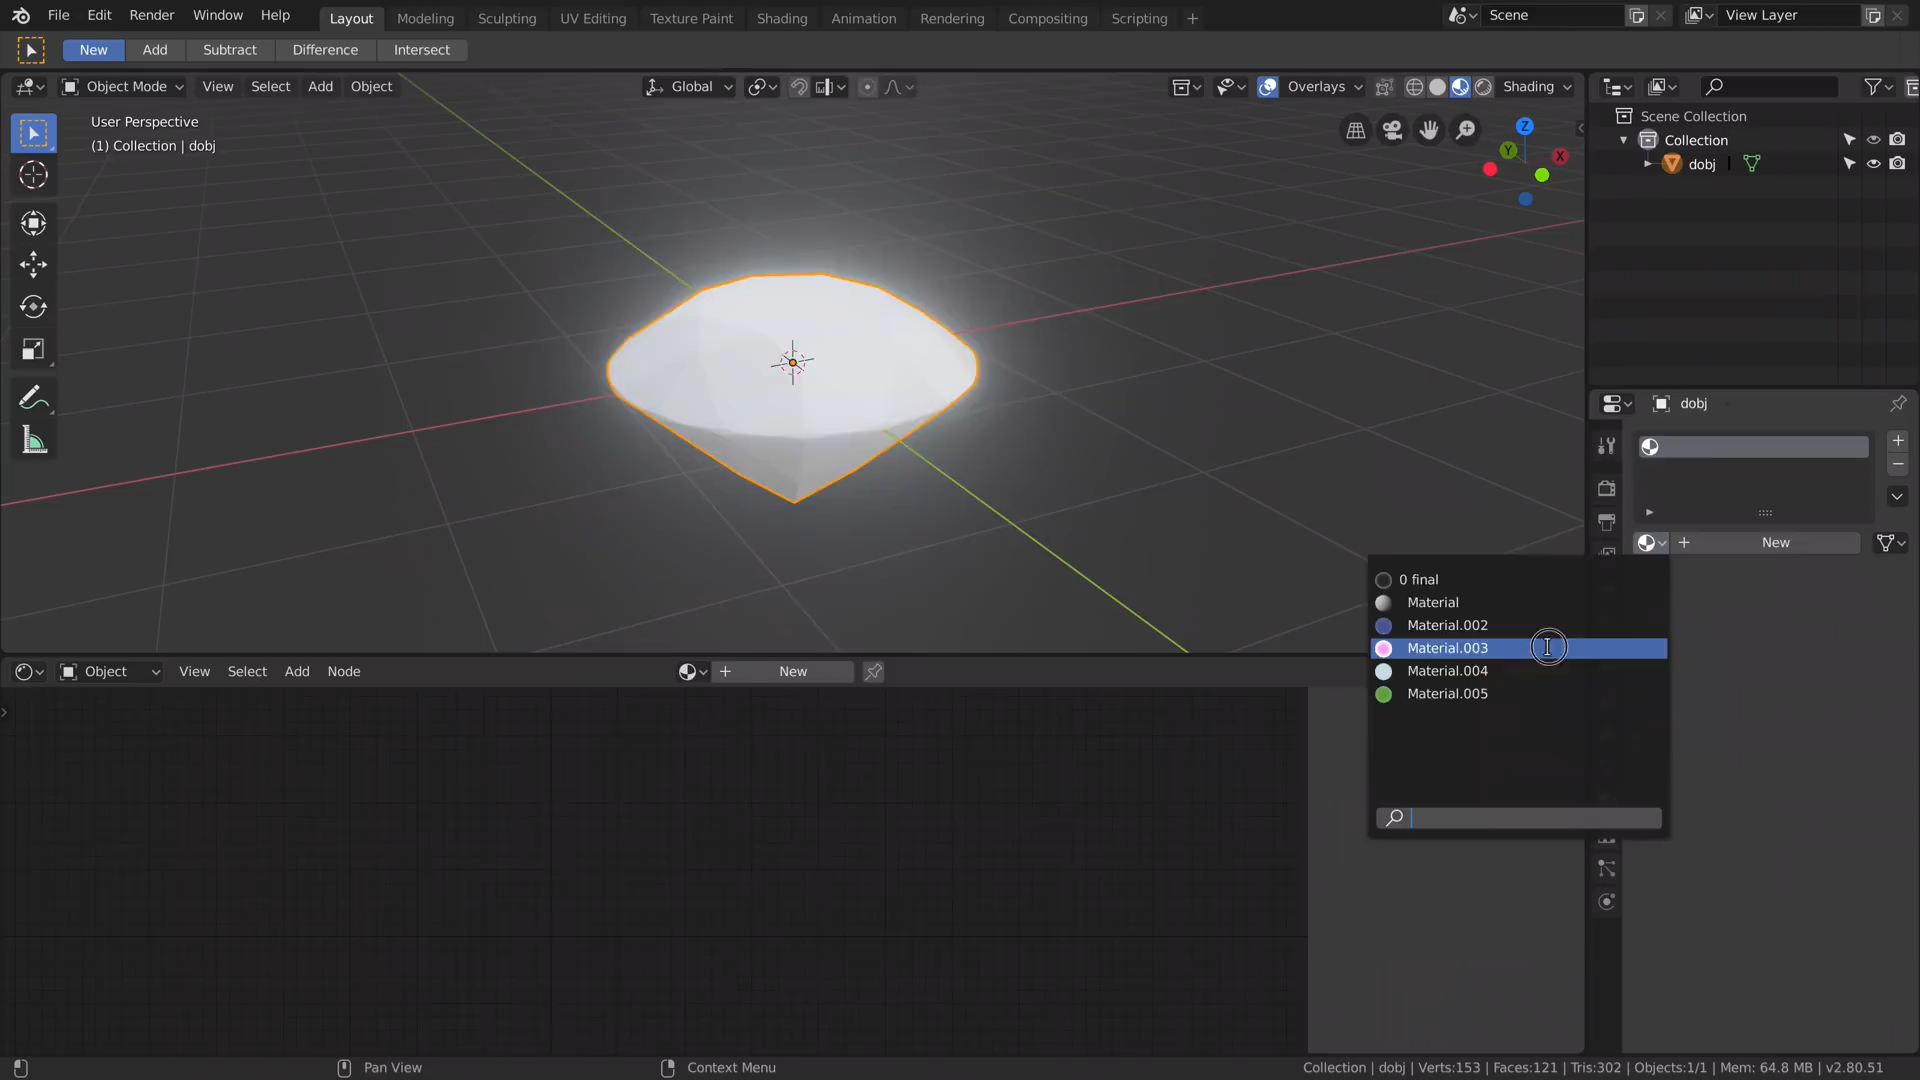 File Edit Render Window Help Layout Modeling Sculpting UV Editing Texture Paint Shading Animation Rendering Compositing Scripting + Scene View Layer
New Add Subtract Difference Intersect
Object Mode View Select Add Object Global Overlays Shading
User Perspective
(1) Collection | dobj
Z
Y
X
Scene Collection
Collection
dobj
dobj
+ New
0 final
Material
Material.002
Material.003
Material.004
Material.005
Object View Select Add Node + New
Pan View Context Menu Collection | dobj | Verts:153 | Faces:121 | Tris:302 | Objects:1/1 | Mem: 64.8 MB | v2.80.51